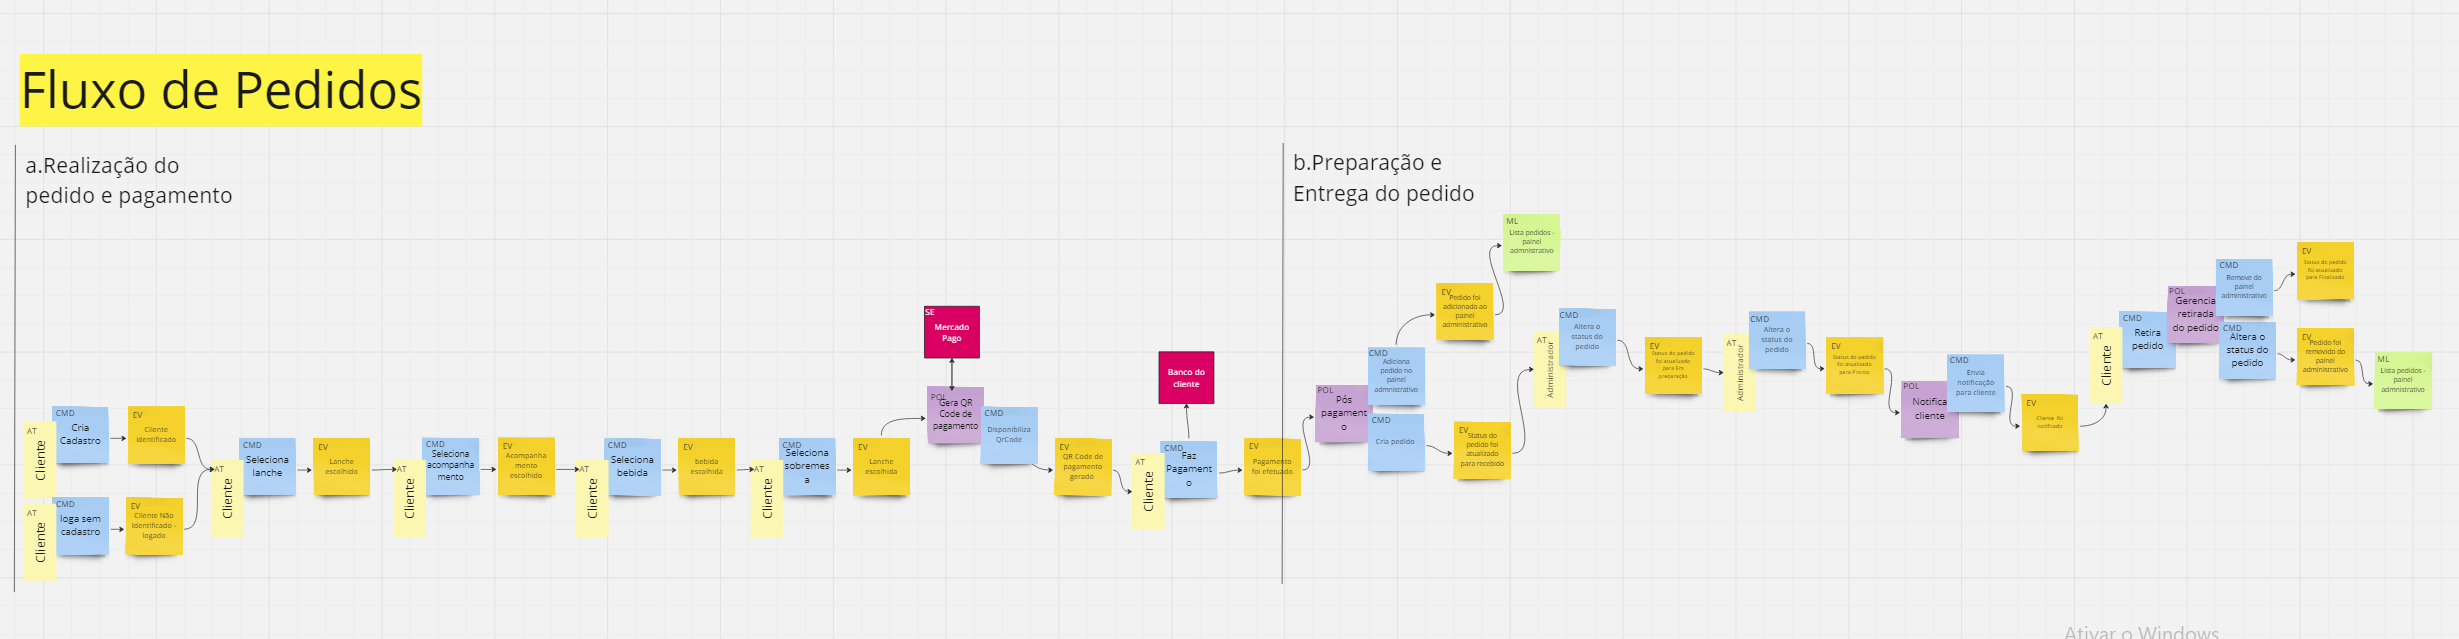 Fluxo de Pedidos
a.Realização do
pedido e pagamento
AT
Cliente
CMD
Cria
Cadastro
EV
Cliente
identificado
AT
Cliente
CMD
loga sem
cadastro
EV
Cliente Não
Identificado -
logado
AT
Cliente
CMD
Seleciona
lanche
EV
Lanche
escolhido
AT
Cliente
CMD
Seleciona
acompanha
mento
EV
Acompanha
mento
escolhido
AT
Cliente
CMD
Seleciona
bebida
EV
bebida
escolhida
AT
Cliente
CMD
Seleciona
sobremes
a
EV
Lanche
escolhida
SE
Mercado
Pago
POL
Gera QR
Code de
pagamento
CMD
Disponibiliza
QrCode
EV
QR Code de
pagamento
gerado
AT
Cliente
Banco do
cliente
CMD
Faz
Pagament
o
EV
Pagamento
foi efetuado
b.Preparação e
Entrega do pedido
POL
Pós
pagament
o
CMD
Adiciona
pedido no
painel
admnistrativo
EV
Pedido foi
adicionado ao
painel
administrativo
ML
Lista pedidos -
painel
admnistrativo
CMD
Cria pedido
EV
Status do
pedido foi
atualizado
para recebido
AT
Administrador
CMD
Altera o
status do
pedido
EV
Status do pedido
foi atualizado
para Em
preparação
AT
Administrador
CMD
Altera o
status do
pedido
EV
Status do pedido
foi atualizado
para Pronto
POL
Notifica
cliente
CMD
Envia
notificação
para cliente
EV
Cliente foi
notificado
AT
Cliente
CMD
Retira
pedido
POL
Gerencia
retirada
do pedido
CMD
Remove do
painel
administrativo
EV
Status do pedido
foi atualizado
para Finalizado
CMD
Altera o
status do
pedido
EV
Pedido foi
removido do
painel
administrativo
ML
Lista pedidos -
painel
admnistrativo
Ativar o Windows